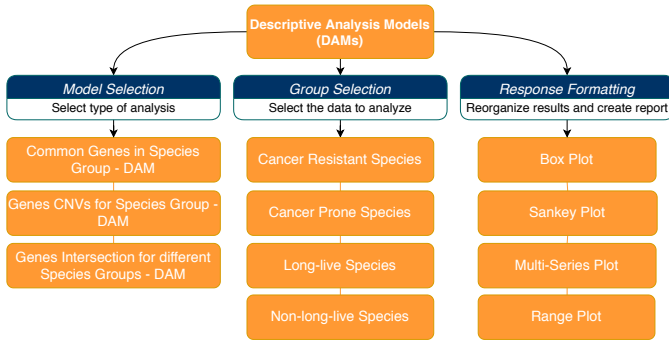 Descriptive Analysis Models
(DAMs)
Model Selection
Select type of analysis
Common Genes in Species
Group - DAM
Genes CNVs for Species Group -
DAM
Genes Intersection for different
Species Groups - DAM
Group Selection
Select the data to analyze
Cancer Resistant Species
Cancer Prone Species
Long-live Species
Non-long-live Species
Response Formatting
Reorganize results and create report
Box Plot
Sankey Plot
Multi-Series Plot
Range Plot